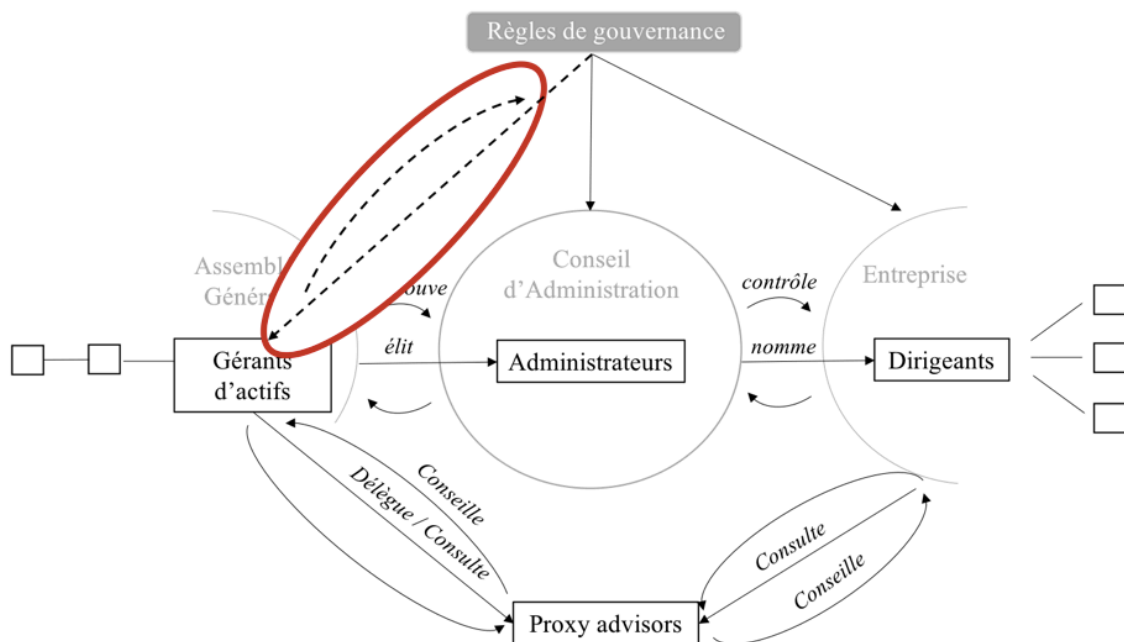 Règles de gouvernance
Conseil
d'Administration
contrôle
Entreprise
élit
Gérants
d'actifs
Administrateurs
nomme
Dirigeants
Conseille
Délègue / Consulte
Consulte
Conseille
Proxy advisors